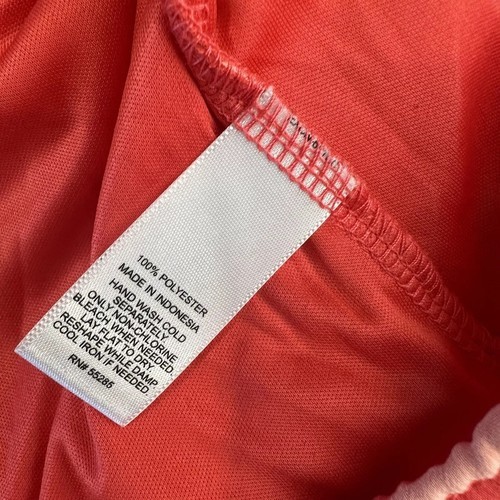 100% POLYESTER
MADE IN INDONESIA
HAND WASH COLD
SEPARATELY
ONLY NON-CHLORINE
BLEACH WHEN NEEDED.
LAY FLAT TO DRY.
RESHAPE WHILE DAMP
COOL IRON IF NEEDED
RN# 55285